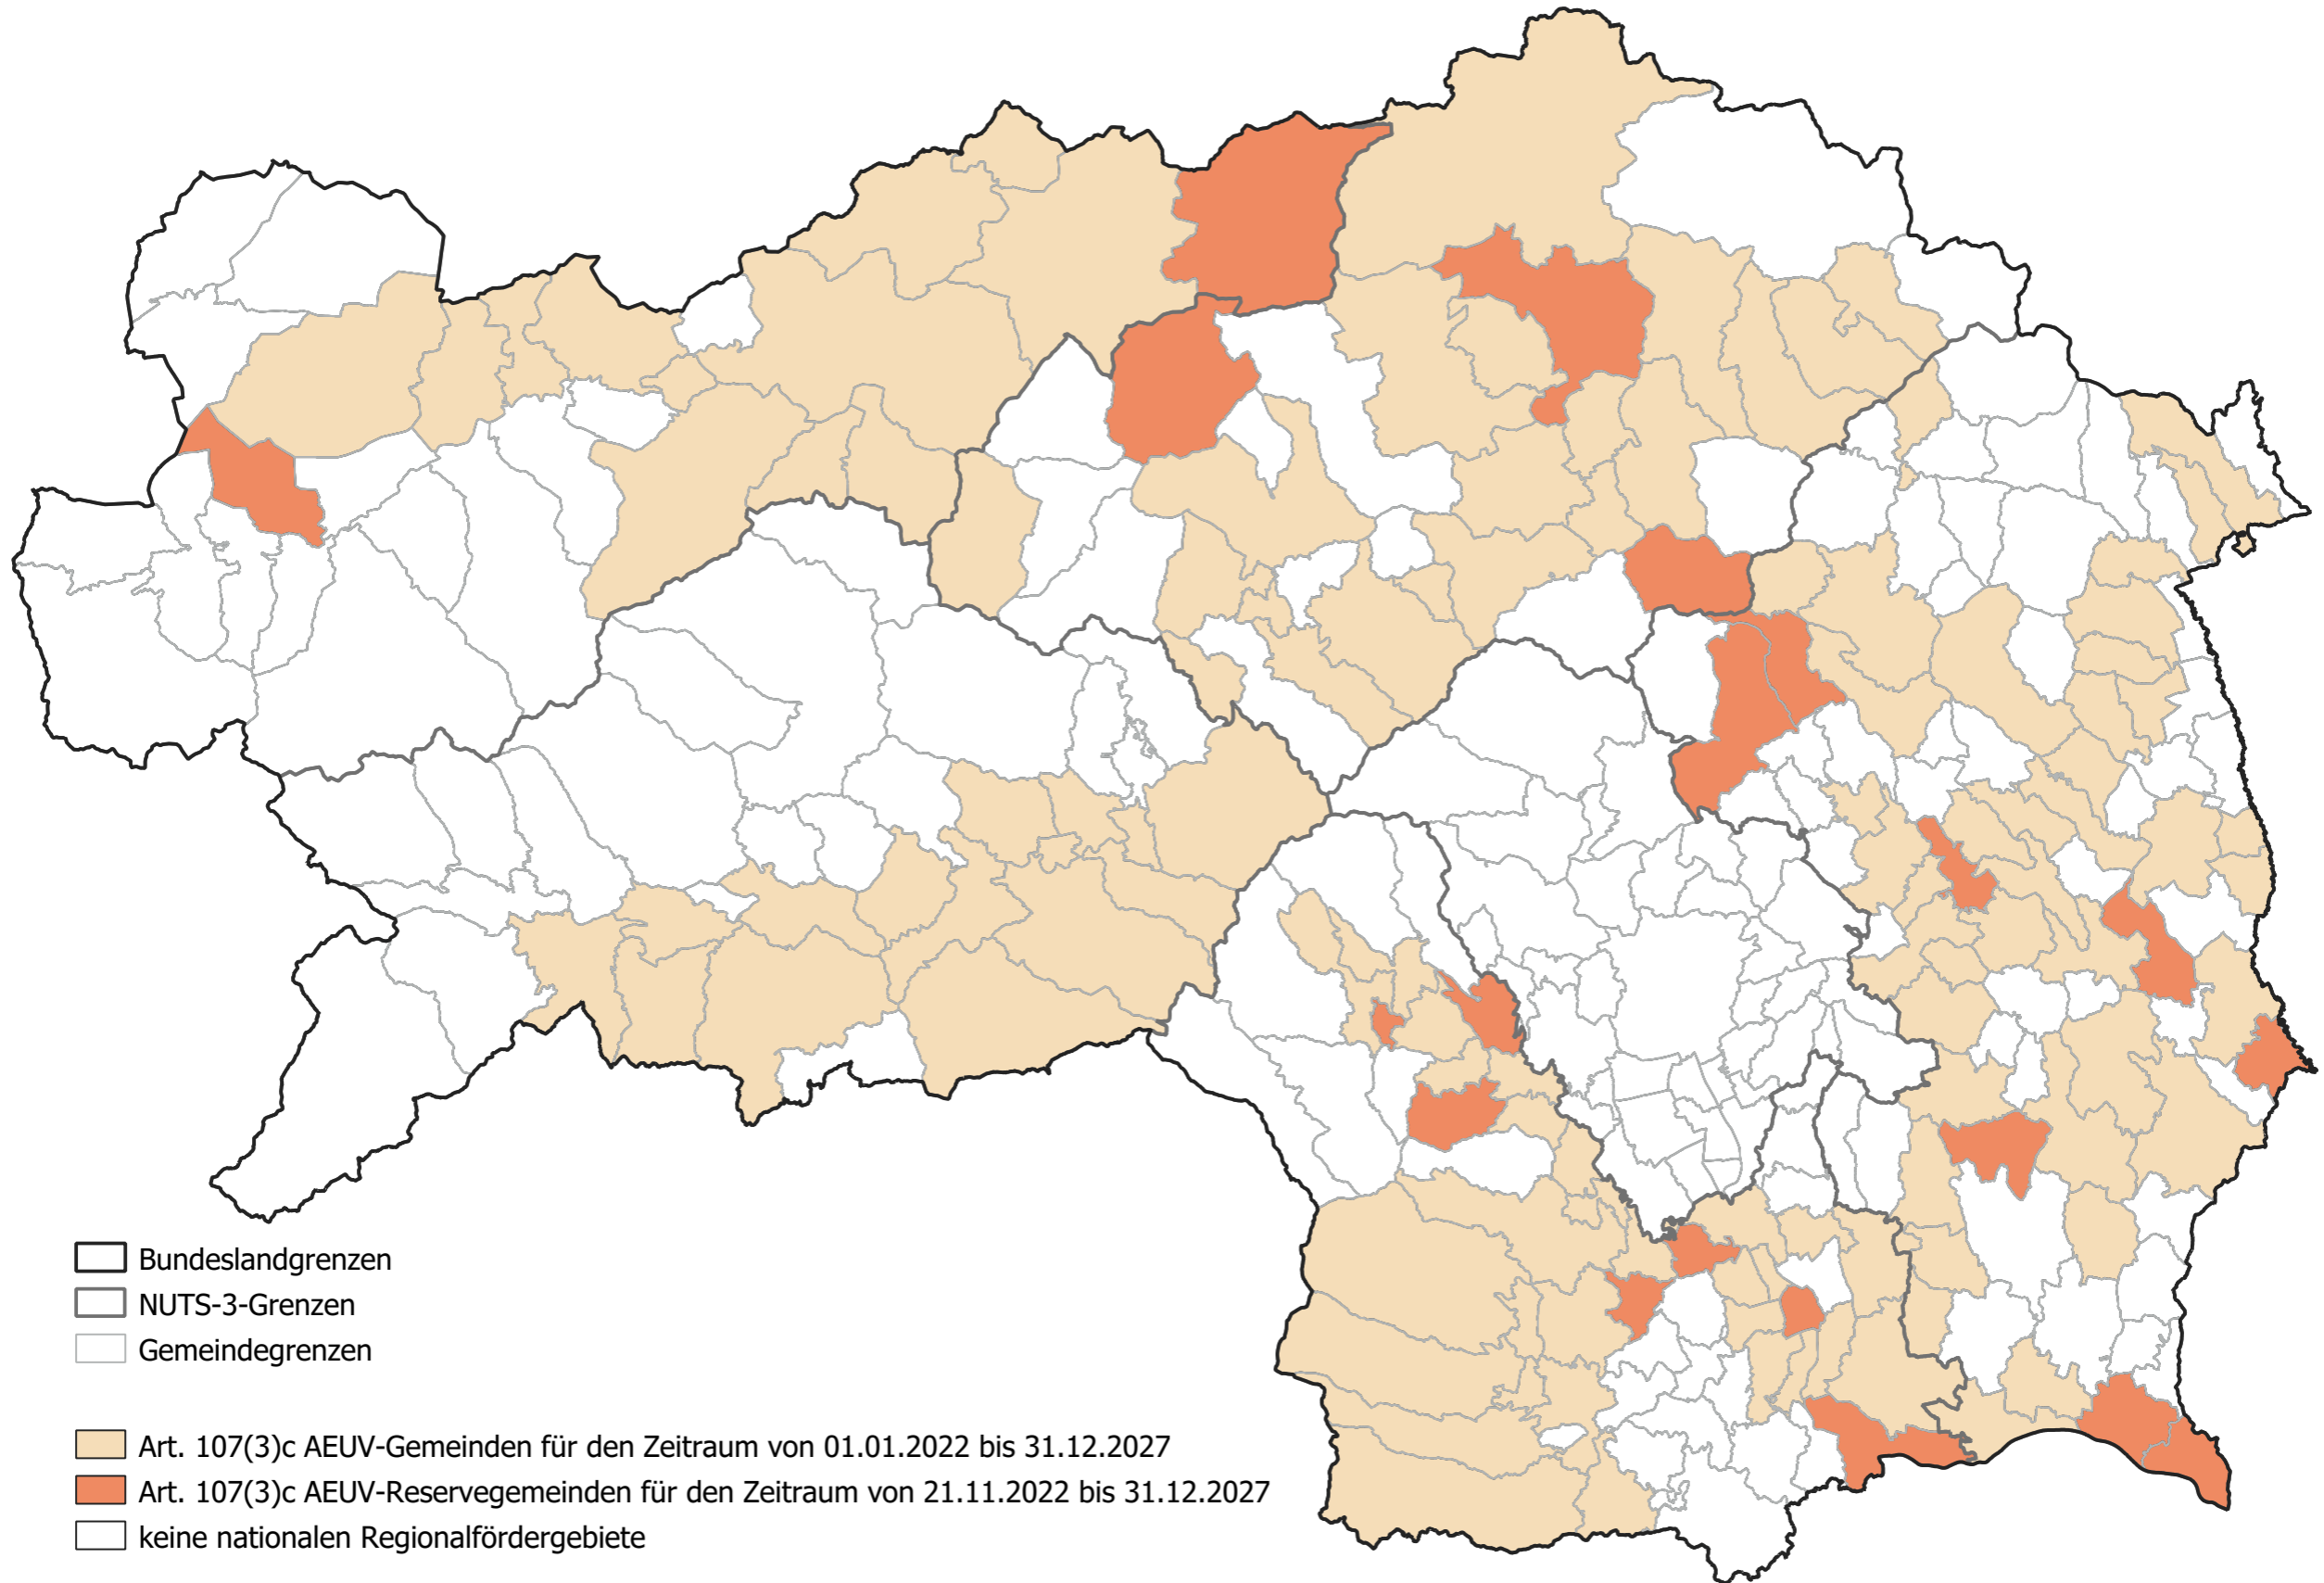 Bundeslandgrenzen
NUTS-3-Grenzen
Gemeindegrenzen
Art. 107(3)c AEUV-Gemeinden für den Zeitraum von 01.01.2022 bis 31.12.2027
Art. 107(3)c AEUV-Reservegemeinden für den Zeitraum von 21.11.2022 bis 31.12.2027
keine nationalen Regionalfördergebiete